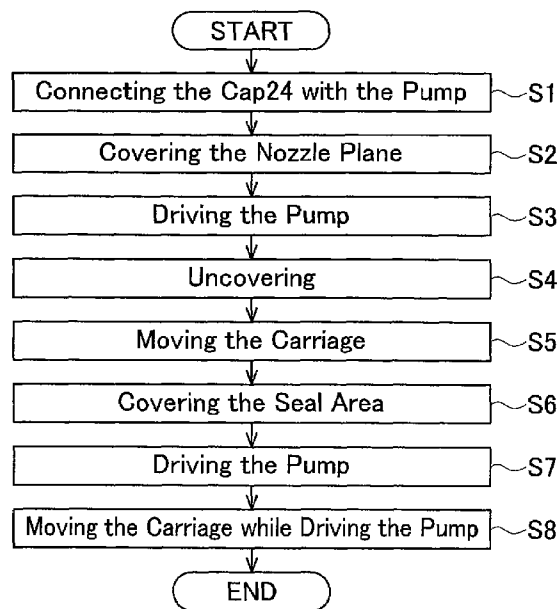 START
Connecting the Cap24 with the Pump S1
Covering the Nozzle Plane S2
Driving the Pump S3
Uncovering S4
Moving the Carriage S5
Covering the Seal Area S6
Driving the Pump S7
Moving the Carriage while Driving the Pump S8
END